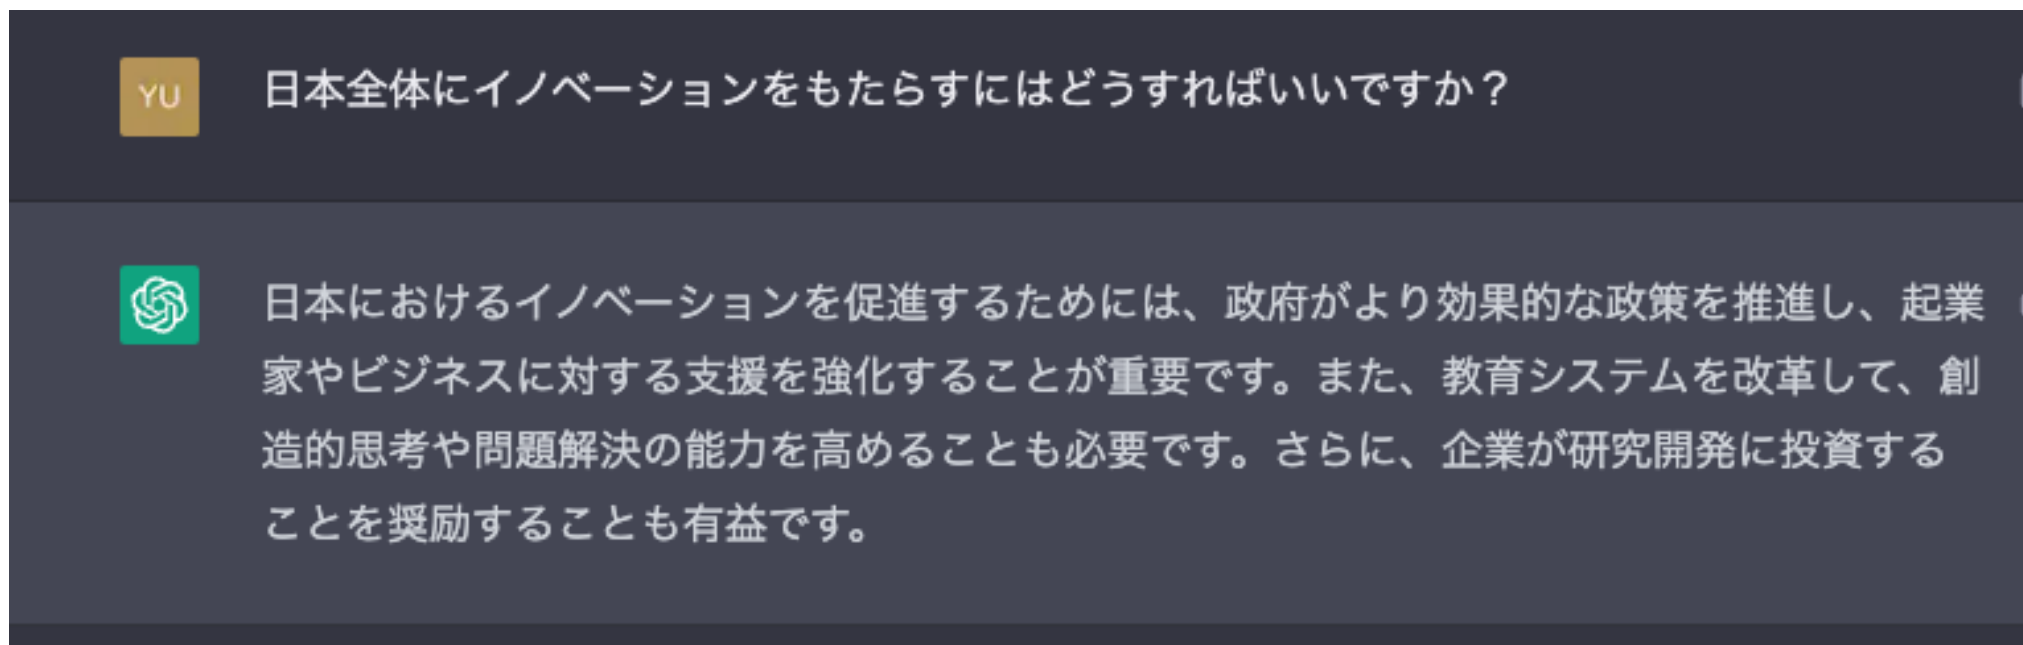 YU
日本全体にイノベーションをもたらすにはどうすればいいですか？
日本におけるイノベーションを促進するためには、政府がより効果的な政策を推進し、起業
家やビジネスに対する支援を強化することが重要です。また、教育システムを改革して、創
造的思考や問題解決の能力を高めることも必要です。さらに、企業が研究開発に投資する
ことを奨励することも有益です。